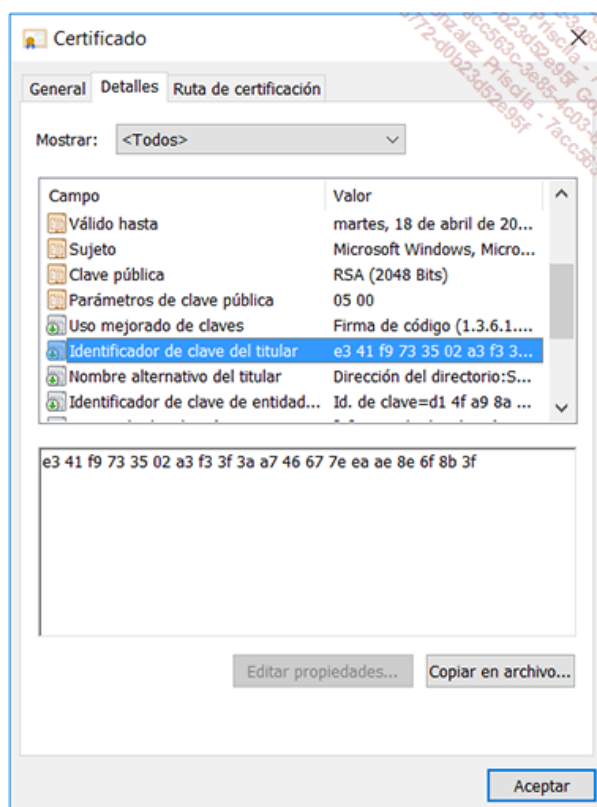 Certificado
General Detalles Ruta de certificación
Mostrar: <Todos>
Campo Valor
Válido hasta martes, 18 de abril de 20...
Sujeto Microsoft Windows, Micro...
Clave pública RSA (2048 Bits)
Parámetros de clave pública 05 00
Uso mejorado de claves Firma de código (1.3.6.1....
Identificador de clave del titular e3 41 f9 73 35 02 a3 f3 3...
Nombre alternativo del titular Dirección del directorio:S...
Identificador de clave de entidad... Id. de clave=d1 4f a9 8a ...
e3 41 f9 73 35 02 a3 f3 3f 3a a7 46 67 7e ea ae 8e 6f 8b 3f
Editar propiedades... Copiar en archivo...
Aceptar